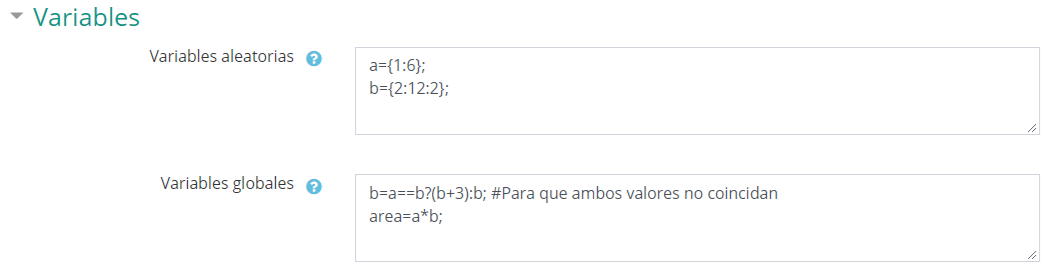 Variables
Variables aleatorias
a={1:6};
b={2:12:2};
Variables globales
b=a==b?(b+3):b; #Para que ambos valores no coincidan
area=a*b;